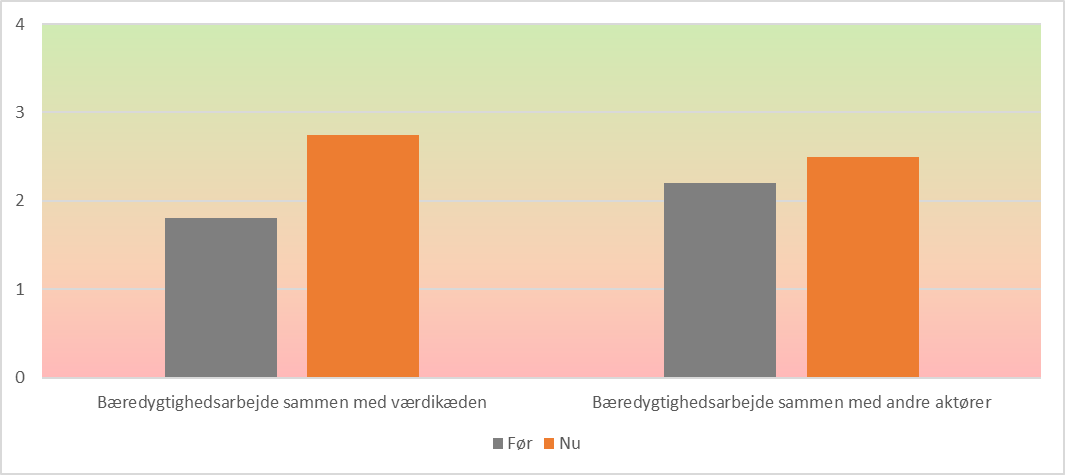 4
3
2
1
0
Bæredygtighedsarbejde sammen med værdikæden
Bæredygtighedsarbejde sammen med andre aktører
Før
Nu